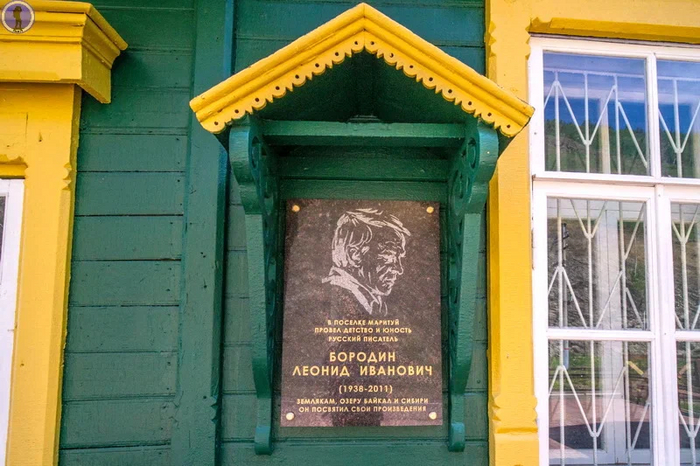 В ПОСЕЛКЕ МАРИТУЙ
ПРОВЕЛ ДЕТСТВО И ЮНОСТЬ
РУССКИЙ ПИСАТЕЛЬ
БОРОДИН
ЛЕОНИД ИВАНОВИЧ
(1938-2011)
ЗЕМЛЯКАМ, ОЗЕРУ БАЙКАЛ И СИБИРИ
ОН ПОСВЯТИЛ СВОИ ПРОИЗВЕДЕНИЯ